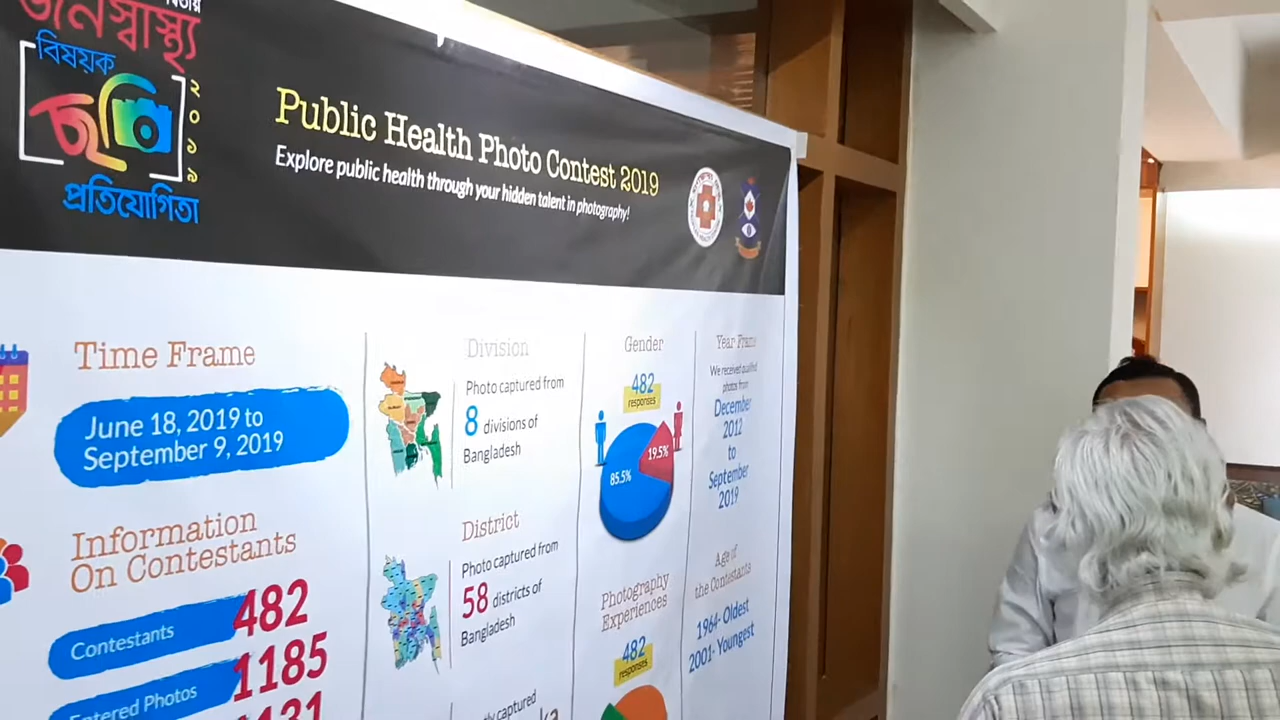 দ্বিতীয়
জনস্বাস্থ্য
বিষয়ক
ছবি
২০১৯
প্রতিযোগিতা
Public Health Photo Contest 2019
Explore public health through your hidden talent in photography!
Time Frame
June 18, 2019 to
September 9, 2019
Information
On Contestants
Contestants 482
Entered Photos 1185
1131
Division
Photo captured from
8 divisions of
Bangladesh
District
Photo captured from
58 districts of
Bangladesh
captured
Gender
482
responses
19.5%
85.5%
Photography
Experiences
482
responses
Year Frame
We received qualified
photos from
December
2012
to
September
2019
Age of
the Contestants
1964- Oldest
2001- Youngest